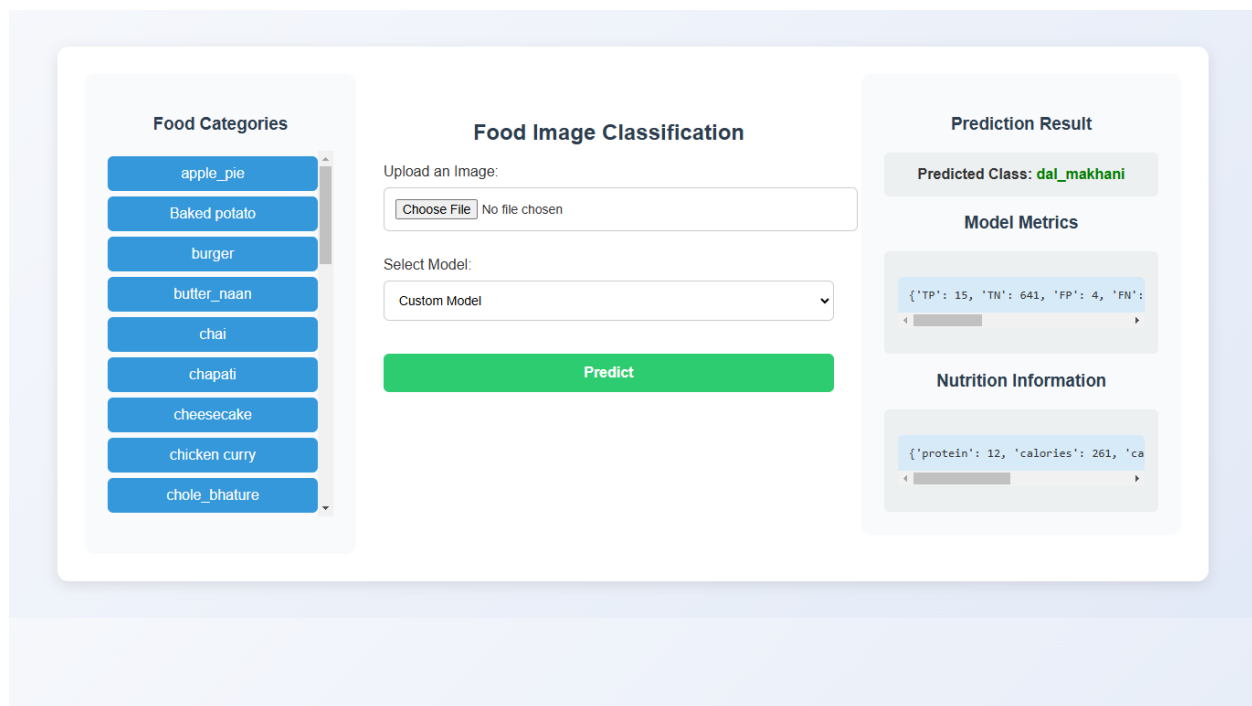 Food Categories
apple_pie
Baked potato
burger
butter_naan
chai
chapati
cheesecake
chicken curry
chole_bhature
Food Image Classification
Upload an Image:
Choose File No file chosen
Select Model:
Custom Model
Predict
Prediction Result
Predicted Class: dal_makhani
Model Metrics
{'TP': 15, 'TN': 641, 'FP': 4, 'FN':
Nutrition Information
{'protein': 12, 'calories': 261, 'ca